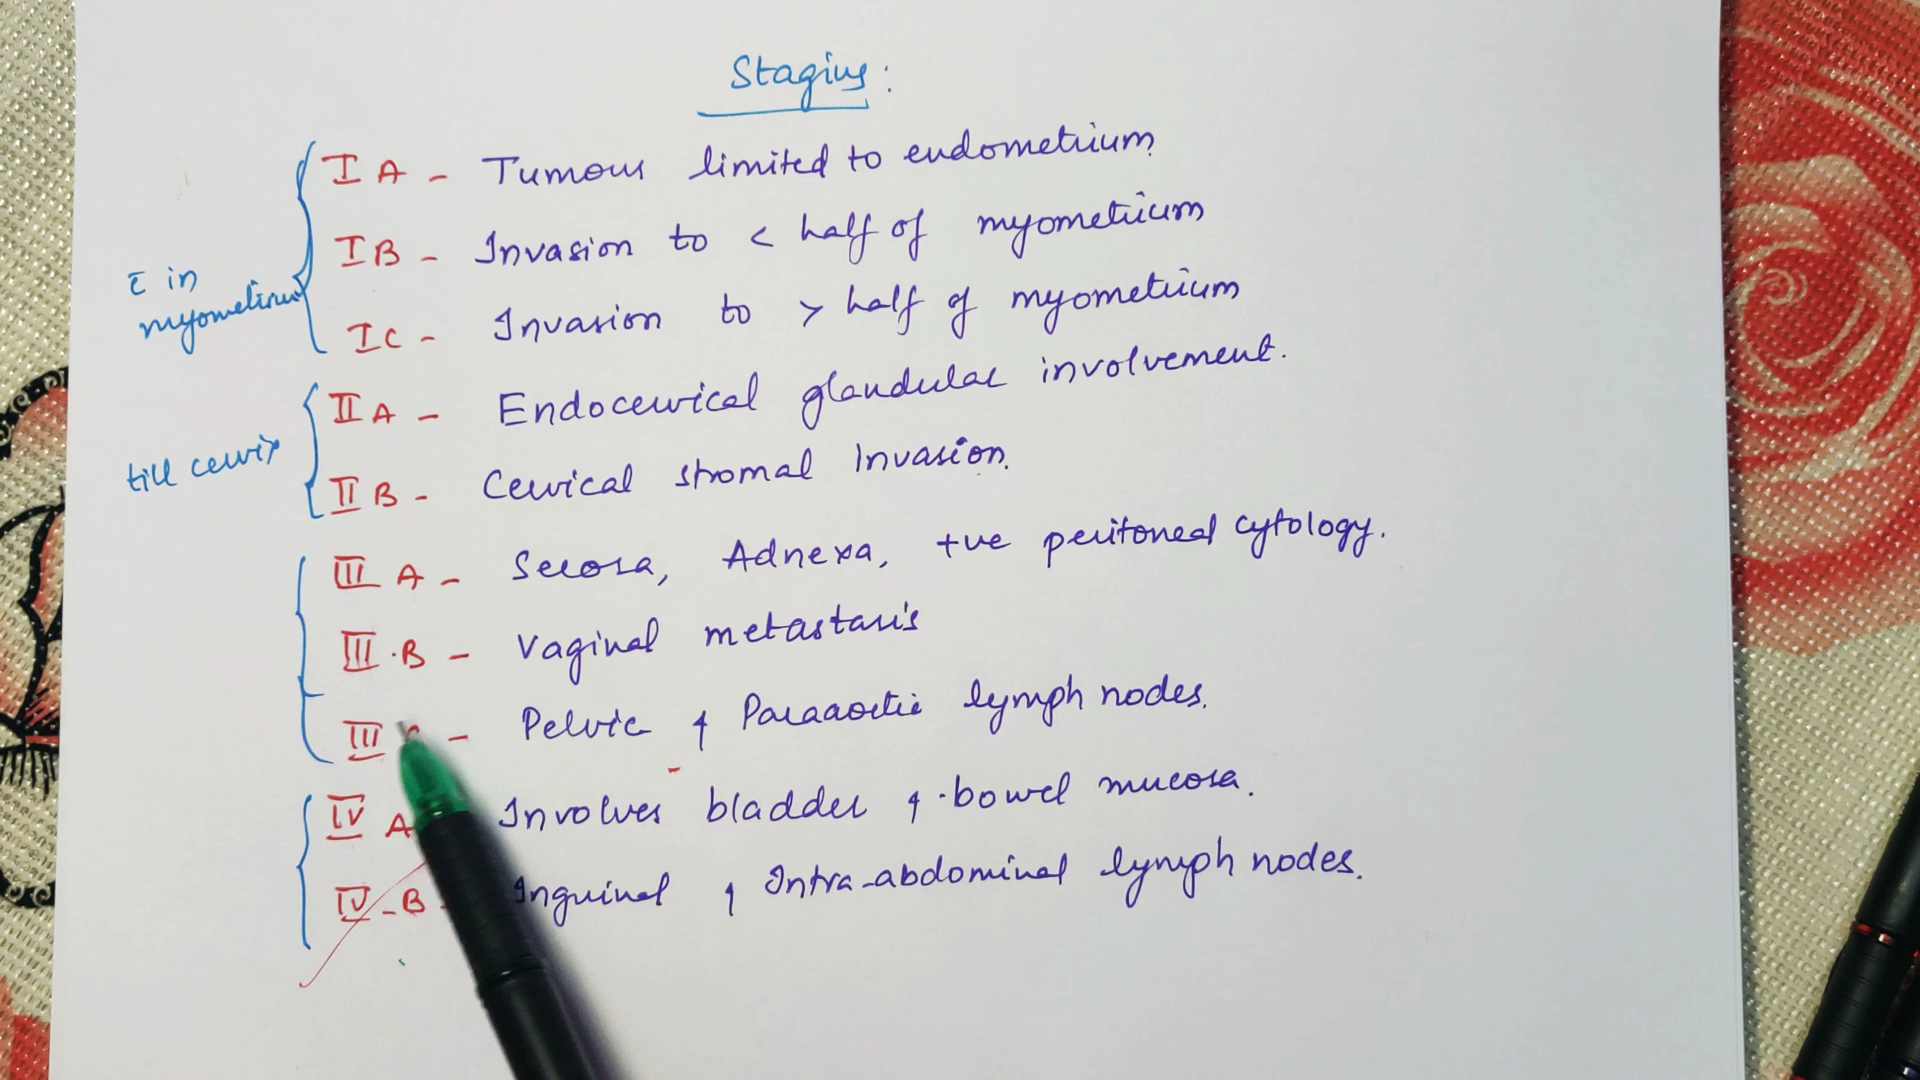 Staging:
I A - Tumour limited to endometrium.
I B - Invasion to < half of myometrium
c̄ in
myometrium
I C - Invasion to > half of myometrium
II A - Endocervical glandular involvement.
till cervix
II B - Cervical stromal Invasion.
III A - Serosa, Adnexa, +ve peritoneal cytology.
III B - Vaginal metastasis
III - Pelvic & Paraaortic lymph nodes.
IV A Involves bladder & bowel mucosa.
IV - B Inguinal & Intra-abdominal lymph nodes.